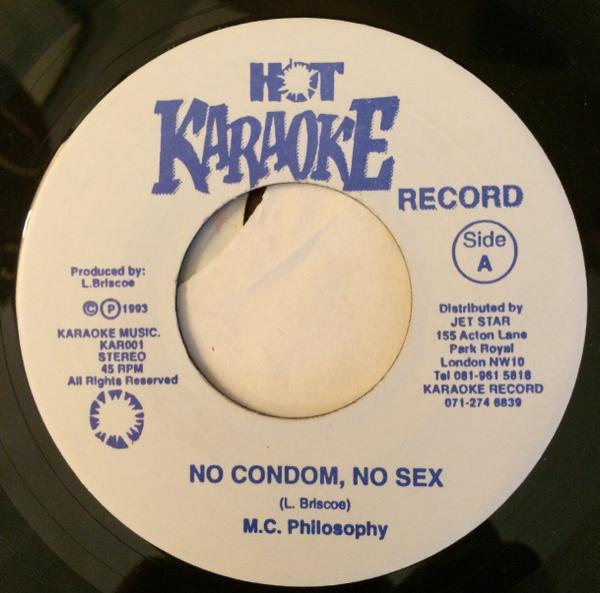 HOT
KARAOKE
RECORD
Side
A
Produced by:
L.Briscoe
© ℗ 1993
KARAOKE MUSIC.
KAR001
STEREO
45 RPM
All Rights Reserved
Distributed by
JET STAR
155 Acton Lane
Park Royal
London NW10
Tel 081-961 5818
KARAOKE RECORD
071-274 6839
NO CONDOM, NO SEX
(L. Briscoe)
M.C. Philosophy